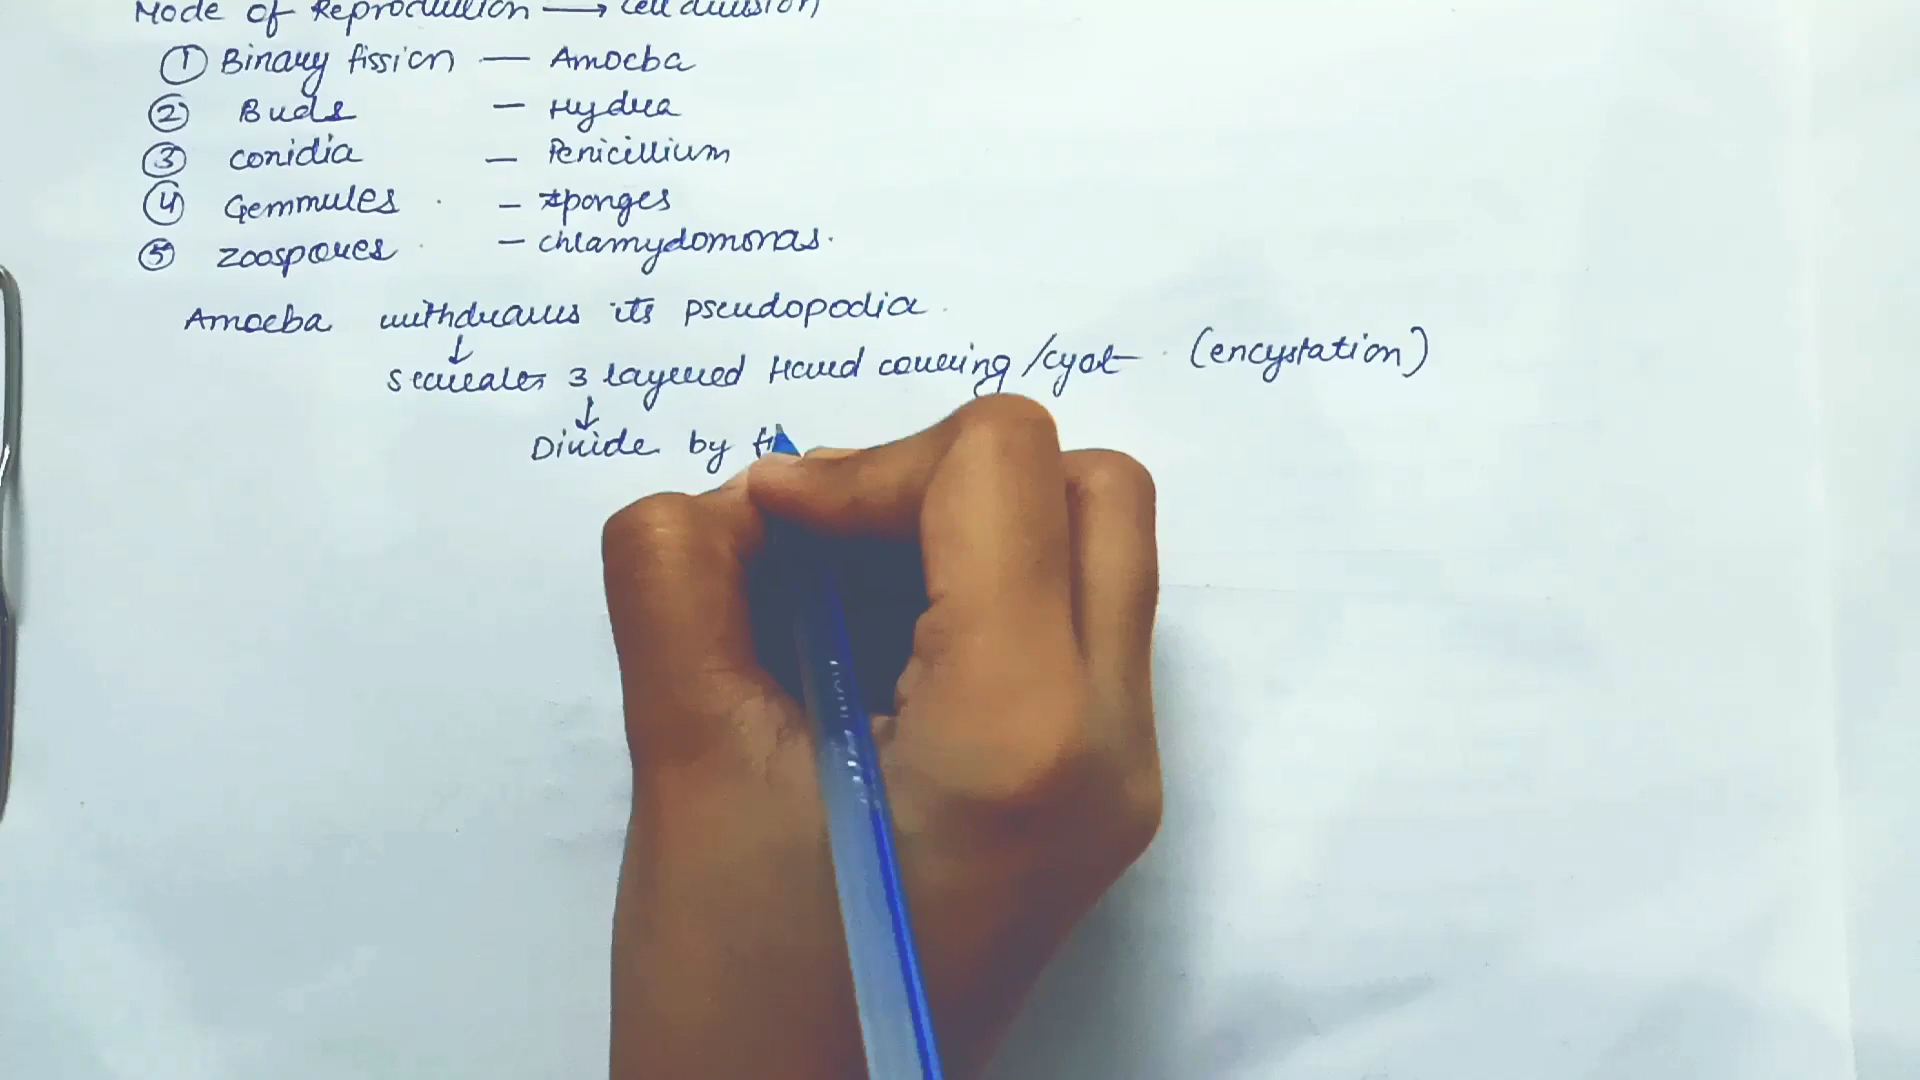 Mode of Reproduction → cell division
① Binary fission — Amoeba
② Buds — Hydra
③ conidia — Penicillium
④ Gemmules — sponges
⑤ zoospores — chlamydomonas.
Amoeba withdraws its pseudopodia
↓
secreates 3 layered Hard covering /cyst (encystation)
↓
Divide by